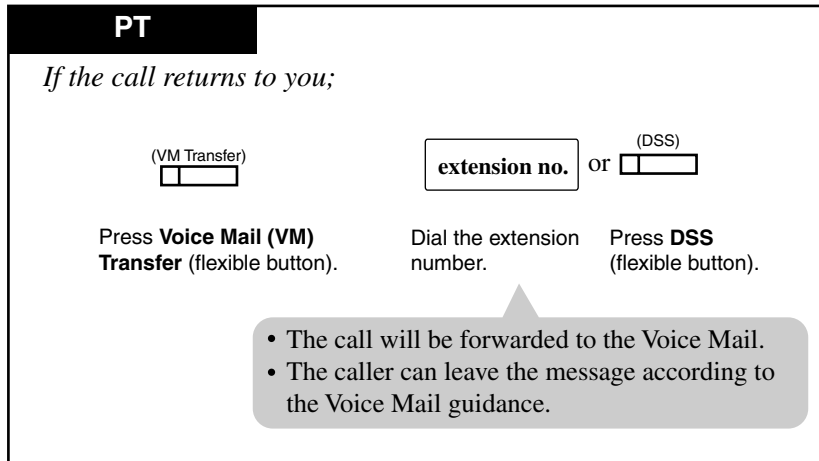 PT
If the call returns to you;
(VM Transfer)
extension no. or (DSS)
Press Voice Mail (VM)
Transfer (flexible button).
Dial the extension
number.
Press DSS
(flexible button).
• The call will be forwarded to the Voice Mail.
• The caller can leave the message according to
the Voice Mail guidance.